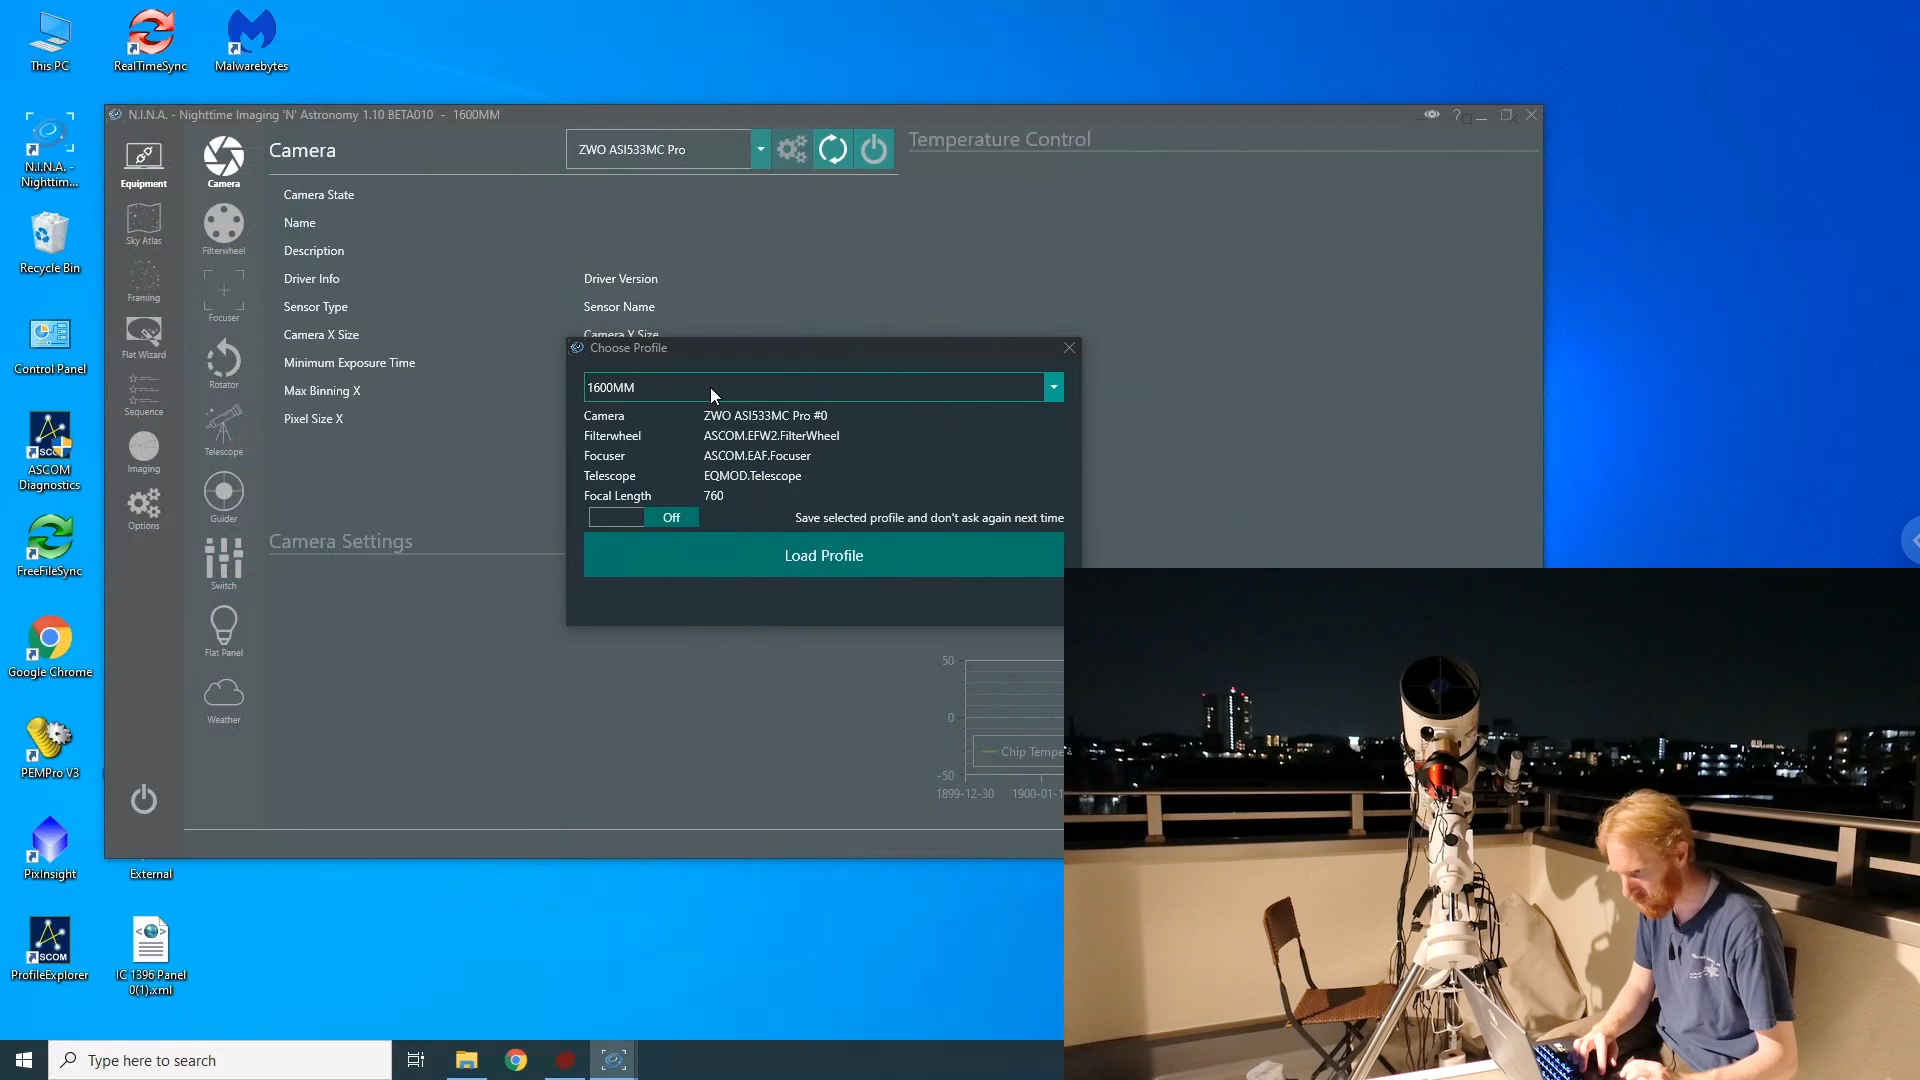 This PC
RealTimeSync
Malwarebytes
N.I.N.A. -
Nighttim...
Recycle Bin
Control Panel
ASCOM
Diagnostics
FreeFileSync
Google Chrome
PEMPro V3
PixInsight
External
ProfileExplorer
IC 1396 Panel
0(1).xml
N.I.N.A. - Nighttime Imaging 'N' Astronomy 1.10 BETA010 - 1600MM
Equipment
Sky Atlas
Framing
Flat Wizard
Sequence
Imaging
Options
Camera
Filterwheel
Focuser
Rotator
Telescope
Guider
Switch
Flat Panel
Weather
Camera
ZWO ASI533MC Pro
Temperature Control
Camera State
Name
Description
Driver Info
Driver Version
Sensor Type
Sensor Name
Camera X Size
Camera Y Size
Minimum Exposure Time
Max Binning X
Pixel Size X
Camera Settings
Choose Profile
1600MM
Camera ZWO ASI533MC Pro #0
Filterwheel ASCOM.EFW2.FilterWheel
Focuser ASCOM.EAF.Focuser
Telescope EQMOD.Telescope
Focal Length 760
Off
Save selected profile and don't ask again next time
Load Profile
50
0
Chip Tempe
-50
1899-12-30
1900-01-1
Type here to search